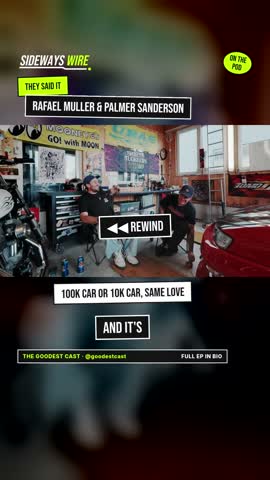 SIDEWAYS WIRE.
ON THE
POD
THEY SAID IT
RAFAEL MULLER & PALMER SANDERSON
MOONEYES
GO! with MOON
REWIND
100K CAR OR 10K CAR, SAME LOVE
AND IT'S
THE GOODEST CAST · @goodestcast
FULL EP IN BIO